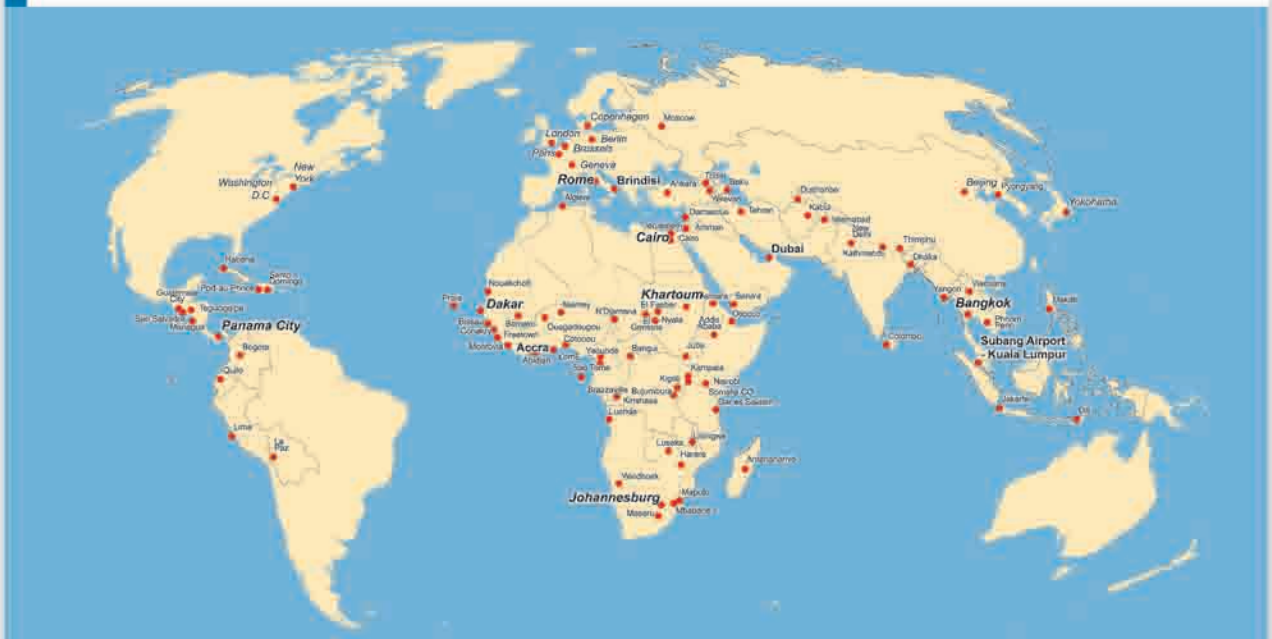 Copenhagen
Moscow
London
Berlin
Paris
Brussels
Geneva
New
York
Washington
D.C
Rome
Brindisi
Ankara
Tbilisi
Baku
Yerevan
Algiers
Dushanbe
Kabul
Islamabad
Beijing
Pyongyang
Yokohama
Damascus
Tehran
Jerusalem
Amman
Cairo
Cairo
Dubai
New
Delhi
Kathmandu
Thimphu
Dhaka
Havana
Port-au-Prince
Santo
Domingo
Guatemala
City
Tegucigalpa
San Salvador
Managua
Panama City
Bogota
Quito
Lima
La
Paz
Nouakchott
Praia
Dakar
Niamey
Bissau
Bamako
Conakry
Freetown
Ouagadougou
Monrovia
Accra
Cotonou
Abidjan
Lome
N'Djamena
Khartoum
El Fasher
Asmara
Sana'a
Geneina
Nyala
Addis
Ababa
Yaounde
Bangui
Juba
Sao Tome
Kampala
Kigali
Nairobi
Brazzaville
Bujumbura
Somalia CO
Kinshasa
Dar es Salaam
Luanda
Lilongwe
Lusaka
Harare
Antananarivo
Windhoek
Johannesburg
Maputo
Maseru
Mbabane
Yangon
Vientiane
Bangkok
Manila
Phnom
Penh
Colombo
Subang Airport
- Kuala Lumpur
Jakarta
Dili